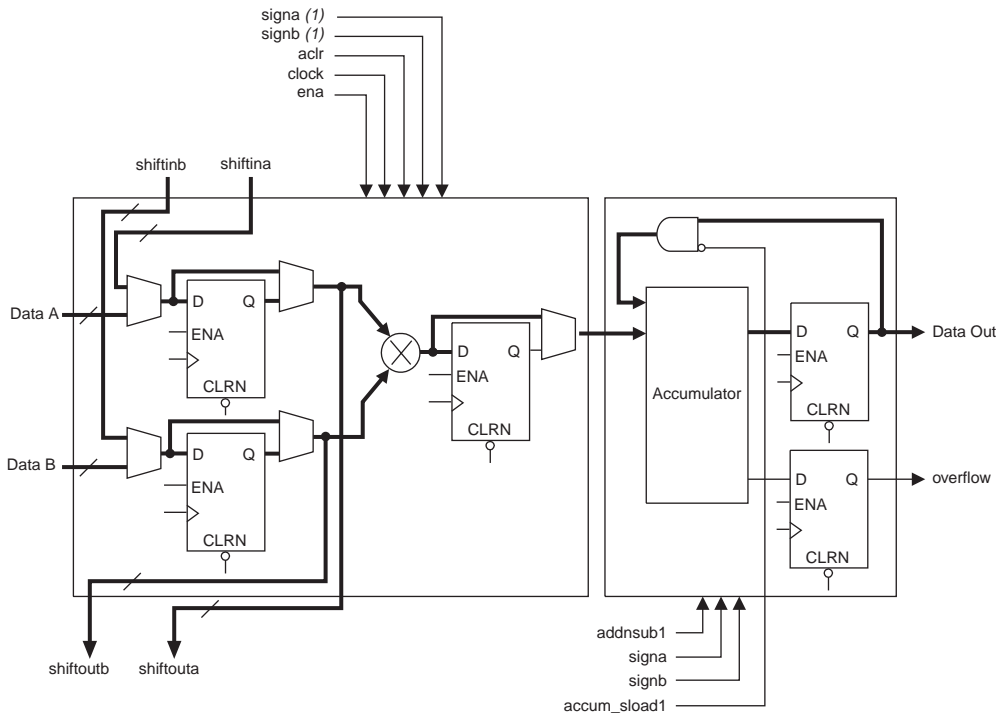 signa (1)
signb (1)
aclr
clock
ena
shiftinb
shiftina
Data A
D Q
ENA
CLRN
Data B
D Q
ENA
CLRN
D Q
ENA
CLRN
Accumulator
D Q
ENA
CLRN
Data Out
D Q
ENA
CLRN
overflow
shiftoutb
shiftouta
addnsub1
signa
signb
accum_sload1